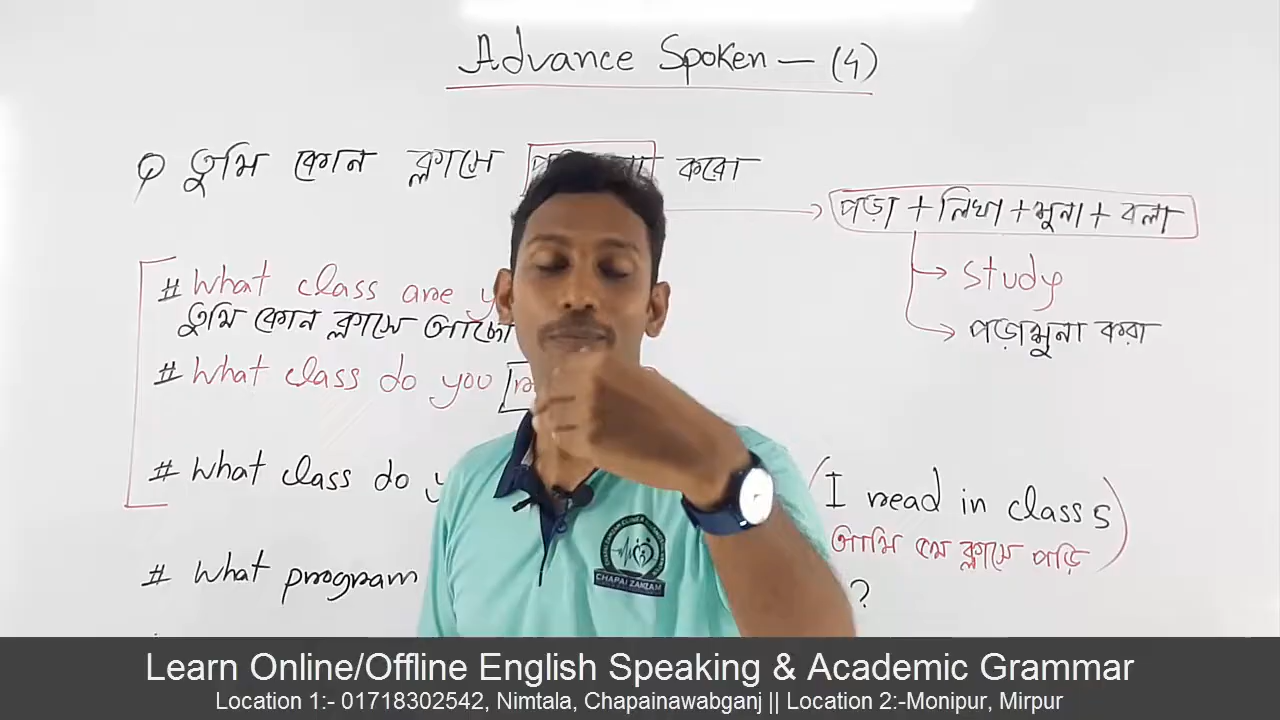 Advance Spoken — (4)
Q তুমি কোন ক্লাসে করো
পড়া + লিখা + শুনা + বলা
# What class are
study
তুমি কোন ক্লাসে আছো
পড়াশুনা করা
# What class do you
# What class do
(I read in class 5)
আমি ৫ম ক্লাসে পড়ি
# What program ?
CHAPAI ZAMZAM
Learn Online/Offline English Speaking & Academic Grammar
Location 1:- 01718302542, Nimtala, Chapainawabganj || Location 2:-Monipur, Mirpur